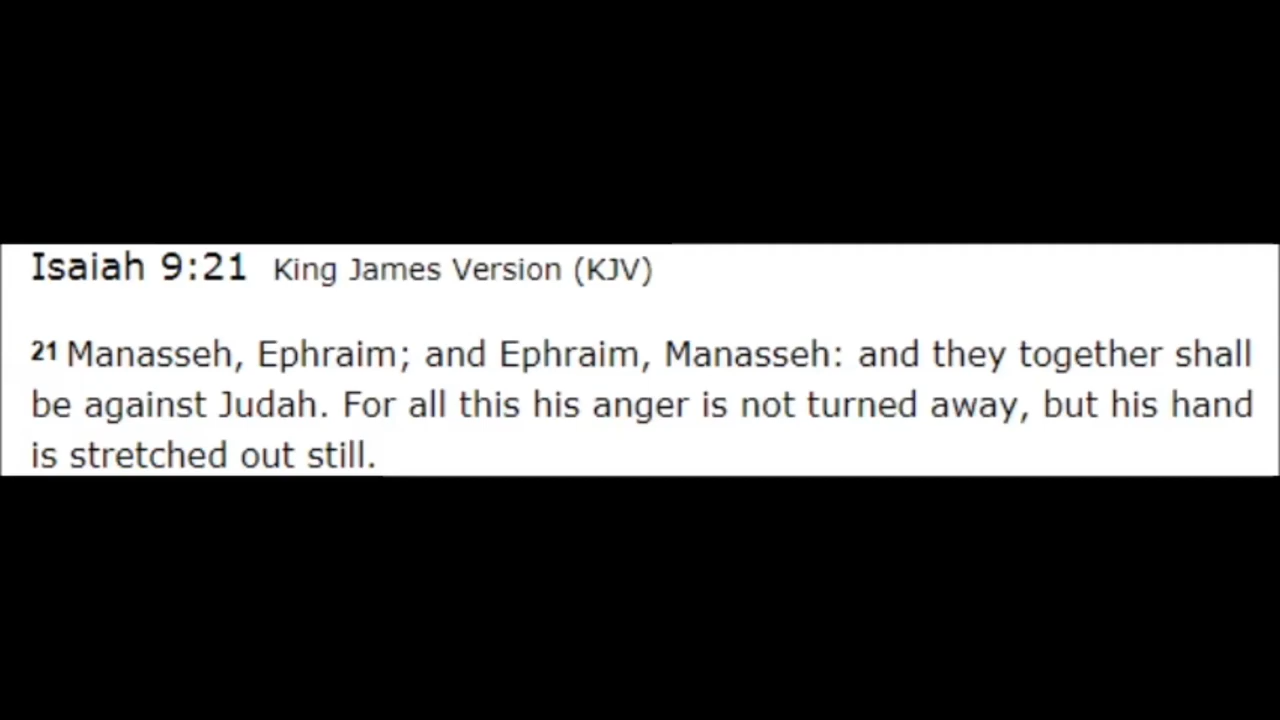 Isaiah 9:21 King James Version (KJV)
21 Manasseh, Ephraim; and Ephraim, Manasseh: and they together shall
be against Judah. For all this his anger is not turned away, but his hand
is stretched out still.